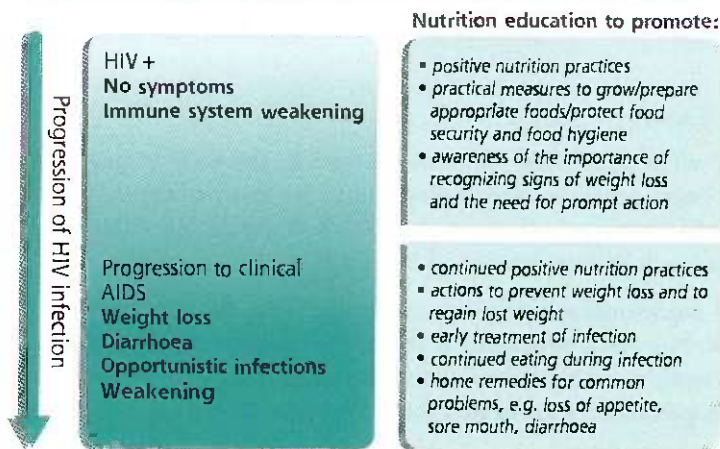 Nutrition education to promote:
Progression of HIV infection
HIV +
No symptoms
Immune system weakening
• positive nutrition practices
• practical measures to grow/prepare
appropriate foods/protect food
security and food hygiene
• awareness of the importance of
recognizing signs of weight loss
and the need for prompt action
Progression to clinical
AIDS
Weight loss
Diarrhoea
Opportunistic infections
Weakening
• continued positive nutrition practices
• actions to prevent weight loss and to
regain lost weight
• early treatment of infection
• continued eating during infection
• home remedies for common
problems, e.g. loss of appetite,
sore mouth, diarrhoea